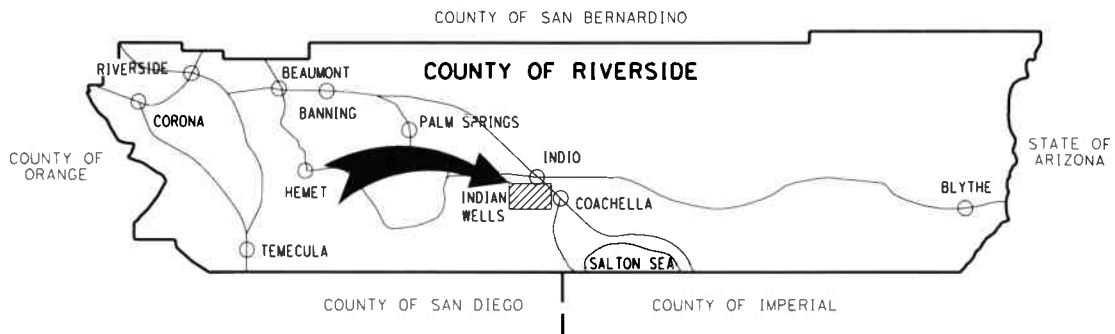 COUNTY OF SAN BERNARDINO
COUNTY OF RIVERSIDE
RIVERSIDE
BEAUMONT
BANNING
CORONA
PALM SPRINGS
COUNTY OF
ORANGE
STATE OF
ARIZONA
INDIO
HEMET
BLYTHE
INDIAN
WELLS
COACHELLA
TEMECULA
SALTON SEA
COUNTY OF SAN DIEGO
COUNTY OF IMPERIAL